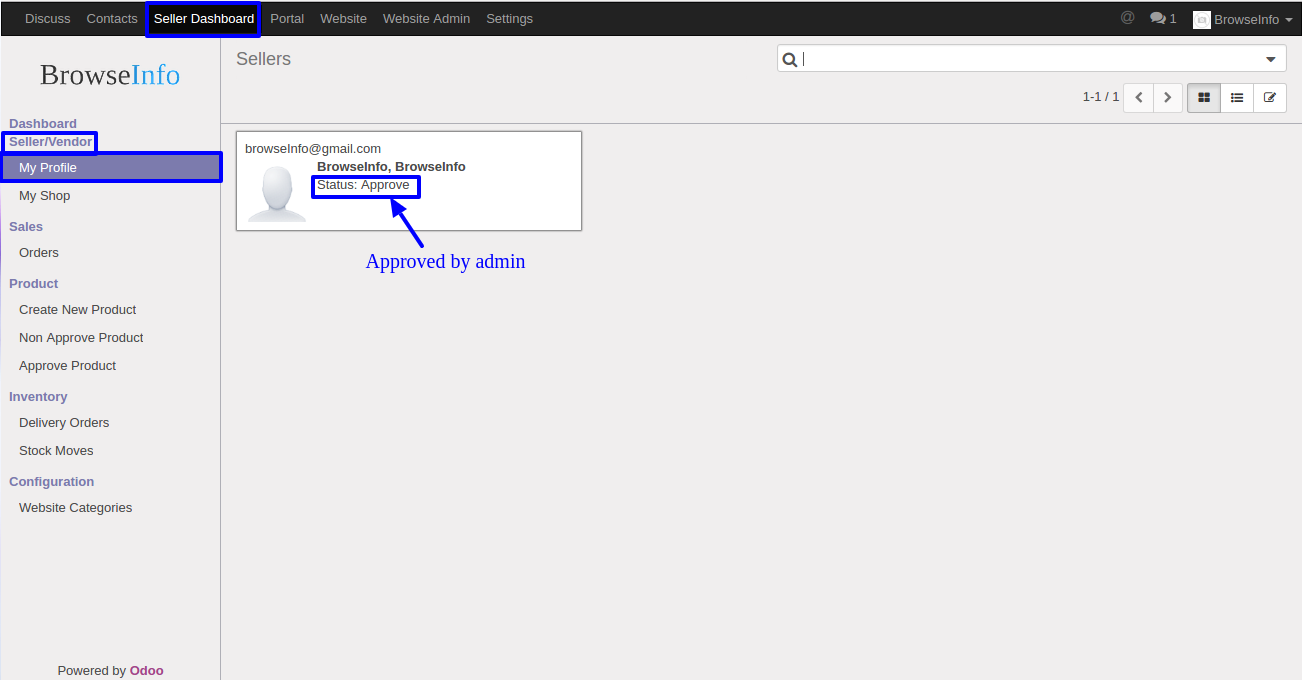 Discuss Contacts Seller Dashboard Portal Website Website Admin Settings @ 1 BrowseInfo
BrowseInfo
Dashboard
Seller/Vendor
My Profile
My Shop
Sales
Orders
Product
Create New Product
Non Approve Product
Approve Product
Inventory
Delivery Orders
Stock Moves
Configuration
Website Categories
Powered by Odoo
Sellers
1-1 / 1
browseInfo@gmail.com
BrowseInfo, BrowseInfo
Status: Approve
Approved by admin